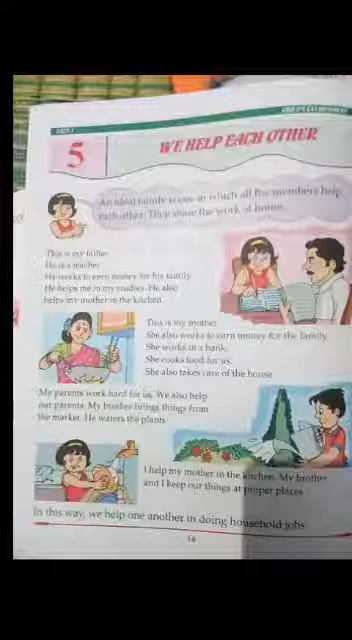 5
WE HELP EACH OTHER
An ideal family is one in which all the members help
each other. They share the work at home.
This is my father.
He is a teacher.
He works to earn money for his family.
He helps me in my studies. He also
helps my mother in the kitchen.
This is my mother.
She also works to earn money for the family.
She works in a bank.
She cooks food for us.
She also takes care of the house.
My parents work hard for us. We also help
our parents. My brother brings things from
the market. He waters the plants.
I help my mother in the kitchen. My brother
and I keep our things at proper places.
In this way, we help one another in doing household jobs.